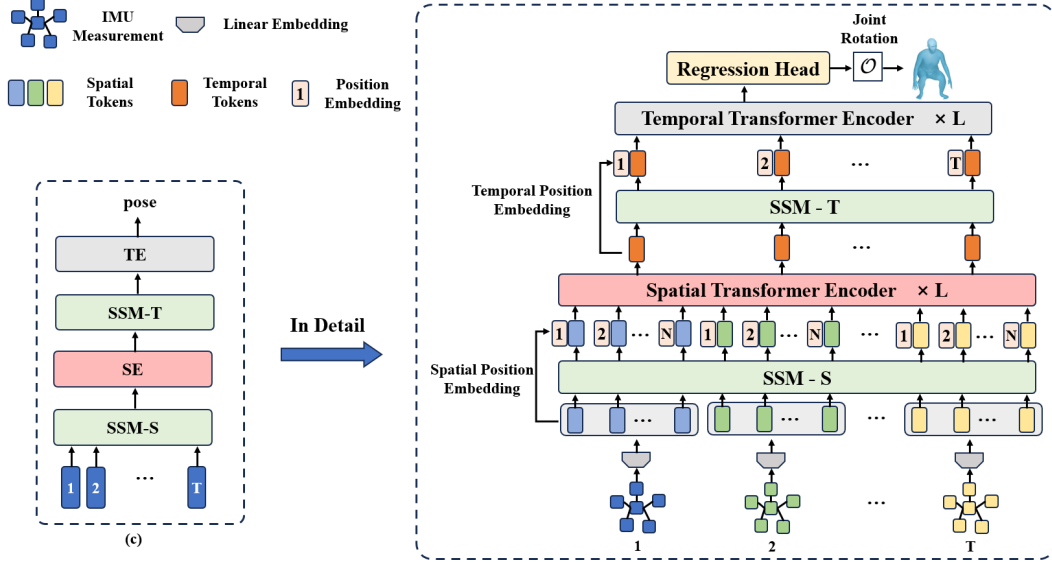 IMU
Measurement
Linear Embedding
Spatial
Tokens
Temporal
Tokens
1
Position
Embedding
pose
TE
SSM-T
SE
SSM-S
1 2 ... T
(c)
In Detail
Joint
Rotation
Regression Head
O
Temporal Transformer Encoder × L
1 2 ... T
Temporal Position
Embedding
SSM - T
...
Spatial Transformer Encoder × L
1 2 ... N 1 2 ... N ... 1 2 ... N
Spatial Position
Embedding
SSM - S
... ... ... ...
...
1 2 T